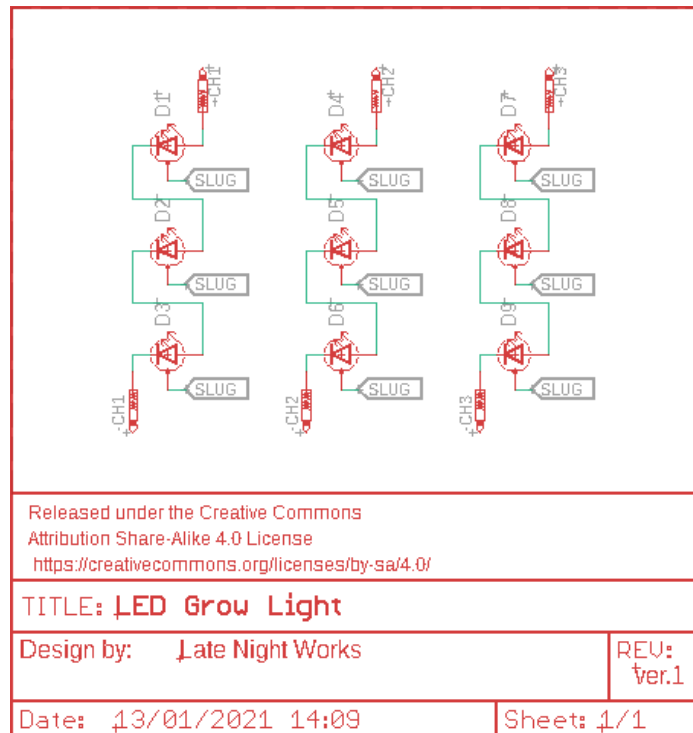 +CH1
+CH2
+CH3
D1
D4
D7
SLUG
SLUG
SLUG
D2
D5
D8
SLUG
SLUG
SLUG
D3
D6
D9
SLUG
SLUG
SLUG
-CH1
-CH2
-CH3
Released under the Creative Commons
Attribution Share-Alike 4.0 License
https://creativecommons.org/licenses/by-sa/4.0/
TITLE: LED Grow Light
Design by: Late Night Works
REV:
Ver.1
Date: 13/01/2021 14:09
Sheet: 1/1